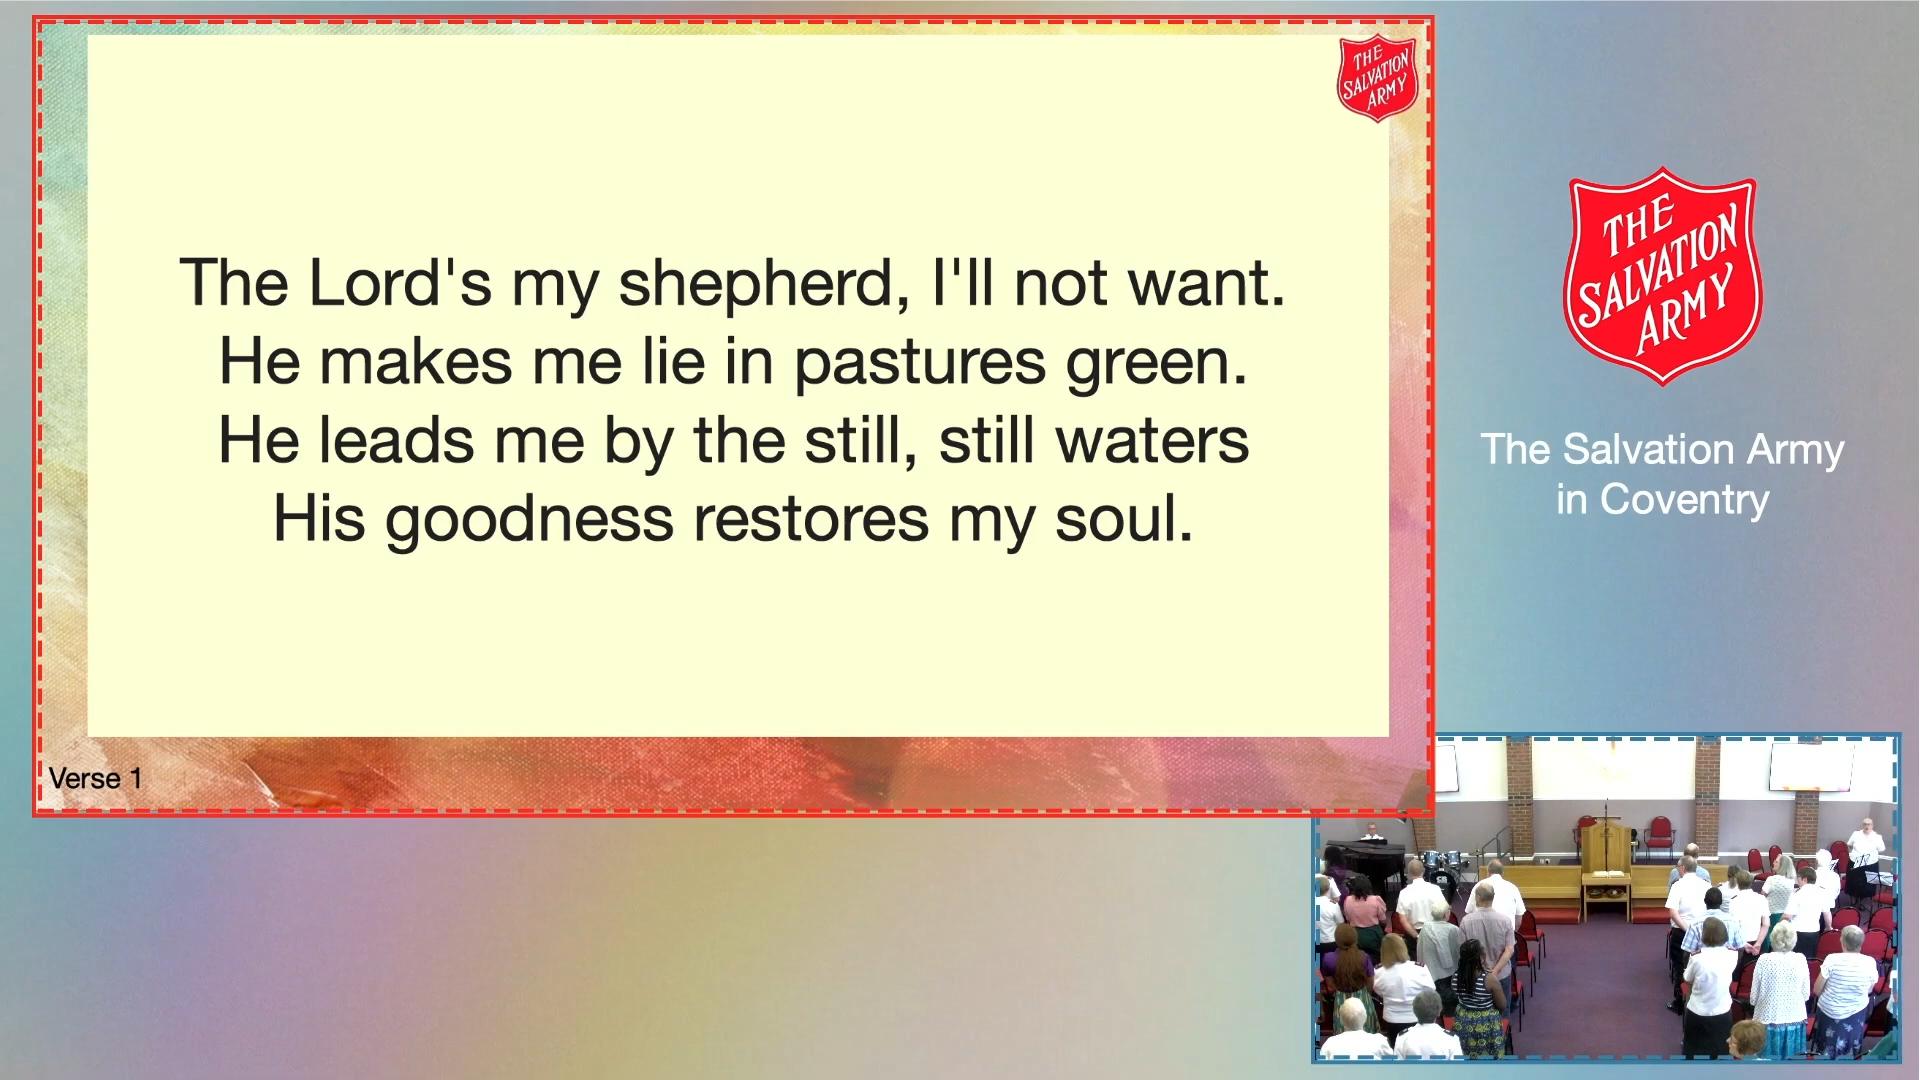 The Lord's my shepherd, I'll not want.
He makes me lie in pastures green.
He leads me by the still, still waters
His goodness restores my soul.
Verse 1
THE
SALVATION
ARMY
THE
SALVATION
ARMY
The Salvation Army
in Coventry